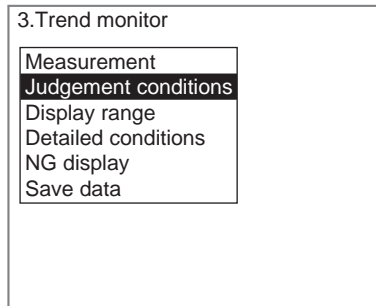 3.Trend monitor
Measurement
Judgement conditions
Display range
Detailed conditions
NG display
Save data